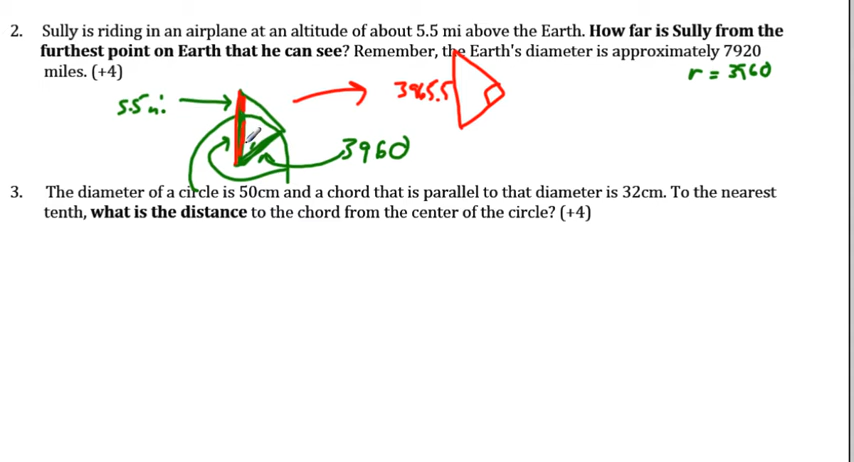 2. Sully is riding in an airplane at an altitude of about 5.5 mi above the Earth. How far is Sully from the
furthest point on Earth that he can see? Remember, the Earth's diameter is approximately 7920
miles. (+4)
r = 3960
5.5 mi
3965.5
3960
3. The diameter of a circle is 50cm and a chord that is parallel to that diameter is 32cm. To the nearest
tenth, what is the distance to the chord from the center of the circle? (+4)